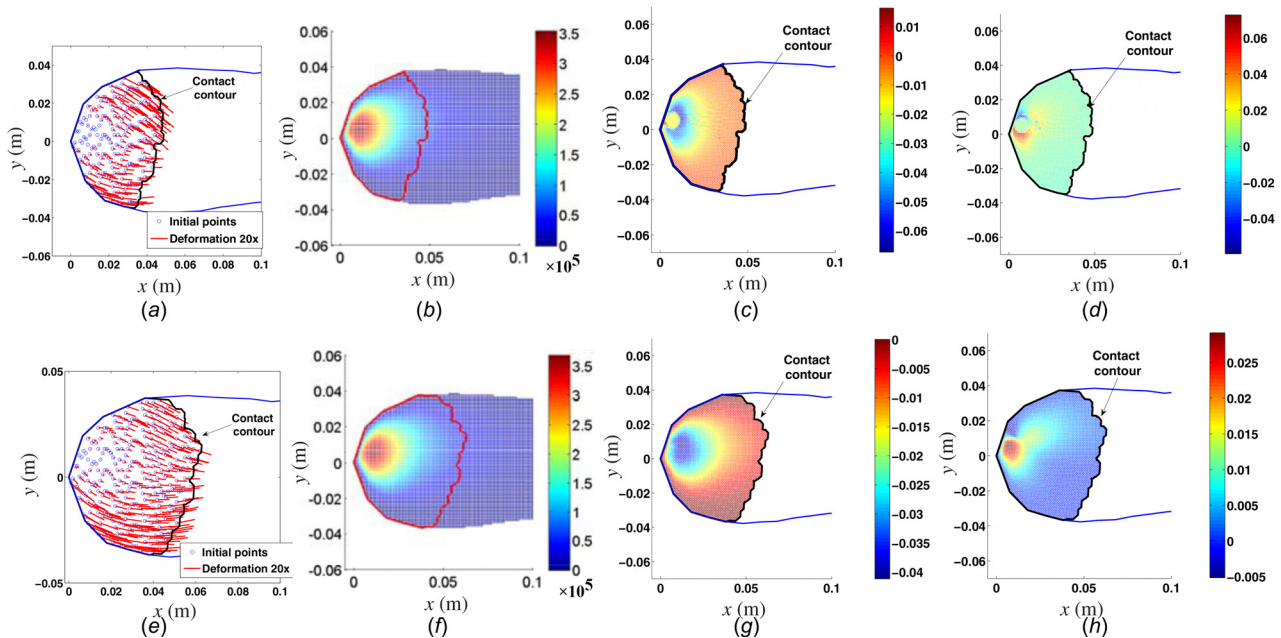 0.04
0.02
0
−0.02
−0.04
−0.06
y (m)
Contact
contour
Initial points
Deformation 20x
0 0.02 0.04 0.06 0.08 0.1
x (m)
(a)
0.06
0.04
0.02
0
−0.02
−0.04
−0.06
y (m)
0 0.05 0.1
x (m)
3.5
3
2.5
2
1.5
1
0.5
0
×10⁵
(b)
0.06
0.04
0.02
0
−0.02
−0.04
−0.06
y (m)
Contact
contour
0 0.05 0.1
x (m)
0.01
0
−0.01
−0.02
−0.03
−0.04
−0.05
−0.06
(c)
0.06
0.04
0.02
0
−0.02
−0.04
−0.06
y (m)
Contact
contour
0 0.05 0.1
x (m)
0.06
0.04
0.02
0
−0.02
−0.04
(d)
0.05
0
−0.05
y (m)
Contact
contour
Initial points
Deformation 20x
0 0.02 0.04 0.06 0.08 0.1
x (m)
(e)
0.06
0.04
0.02
0
−0.02
−0.04
−0.06
y (m)
0 0.05 0.1
x (m)
3.5
3
2.5
2
1.5
1
0.5
0
×10⁵
(f)
0.06
0.04
0.02
0
−0.02
−0.04
−0.06
y (m)
Contact
contour
0 0.05 0.1
x (m)
0
−0.005
−0.01
−0.015
−0.02
−0.025
−0.03
−0.035
−0.04
(g)
0.06
0.04
0.02
0
−0.02
−0.04
−0.06
y (m)
Contact
contour
0 0.05 0.1
x (m)
0.025
0.02
0.015
0.01
0.005
0
−0.005
(h)